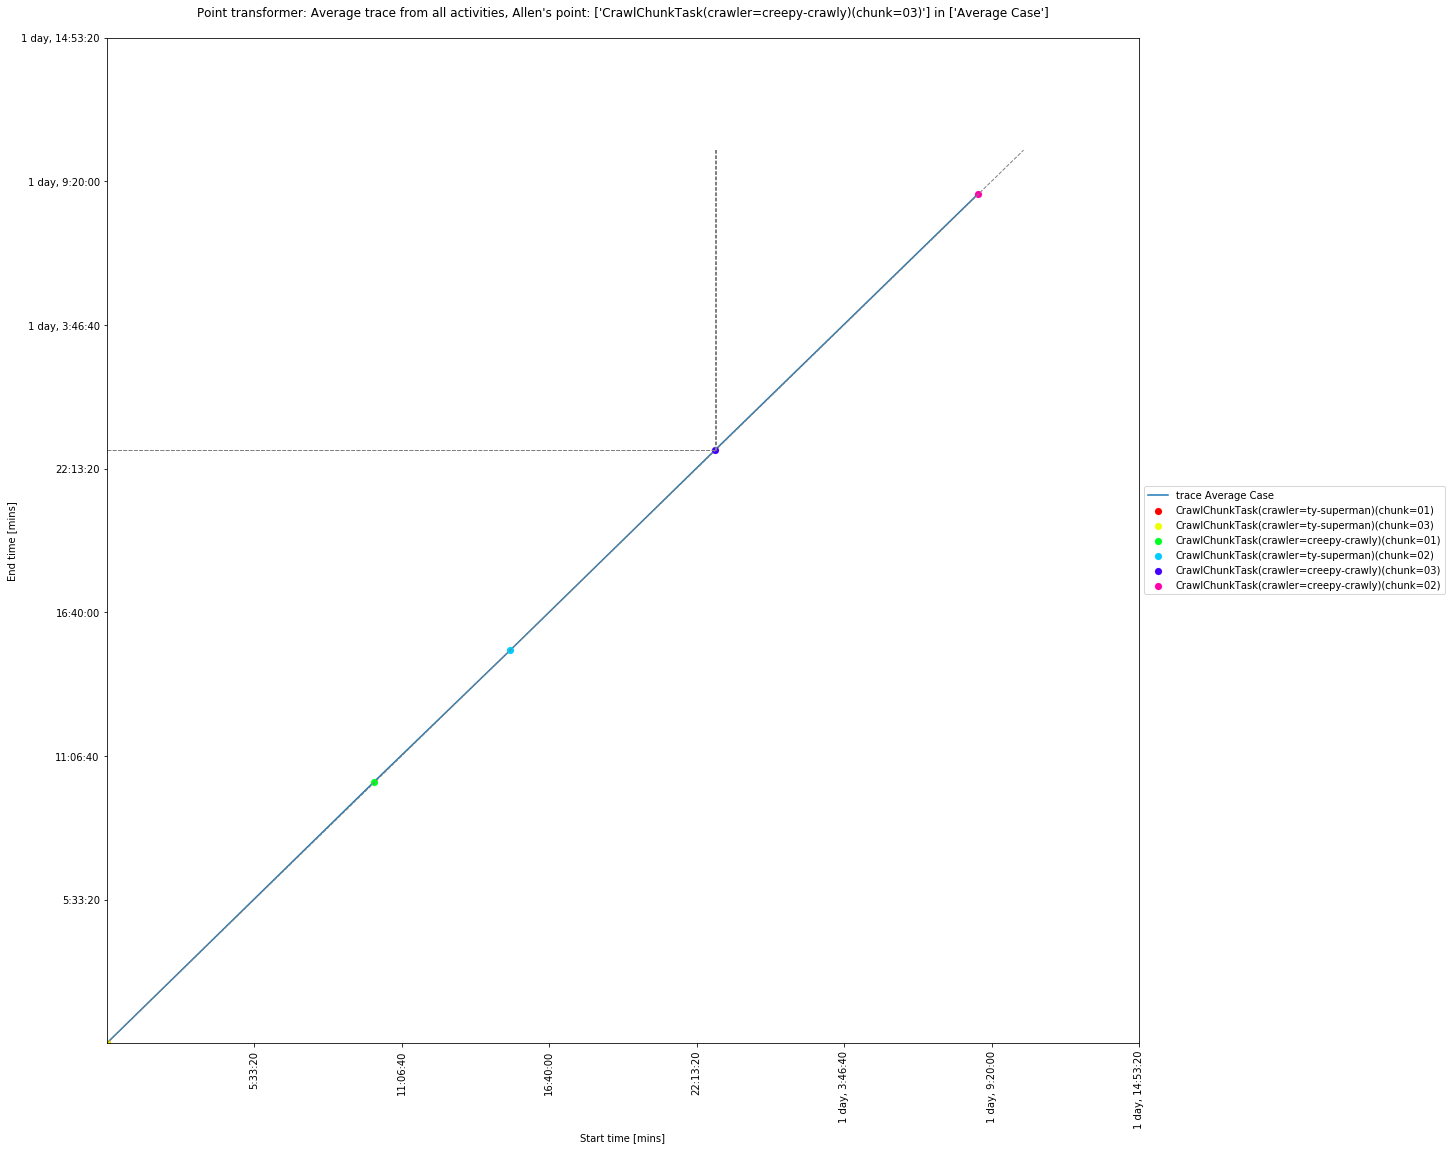 Point transformer: Average trace from all activities, Allen's point: ['CrawlChunkTask(crawler=creepy-crawly)(chunk=03)'] in ['Average Case']
1 day, 14:53:20
1 day, 9:20:00
1 day, 3:46:40
22:13:20
16:40:00
11:06:40
5:33:20
End time [mins]
trace Average Case
CrawlChunkTask(crawler=ty-superman)(chunk=01)
CrawlChunkTask(crawler=ty-superman)(chunk=03)
CrawlChunkTask(crawler=creepy-crawly)(chunk=01)
CrawlChunkTask(crawler=ty-superman)(chunk=02)
CrawlChunkTask(crawler=creepy-crawly)(chunk=03)
CrawlChunkTask(crawler=creepy-crawly)(chunk=02)
5:33:20
11:06:40
16:40:00
22:13:20
1 day, 3:46:40
1 day, 9:20:00
1 day, 14:53:20
Start time [mins]